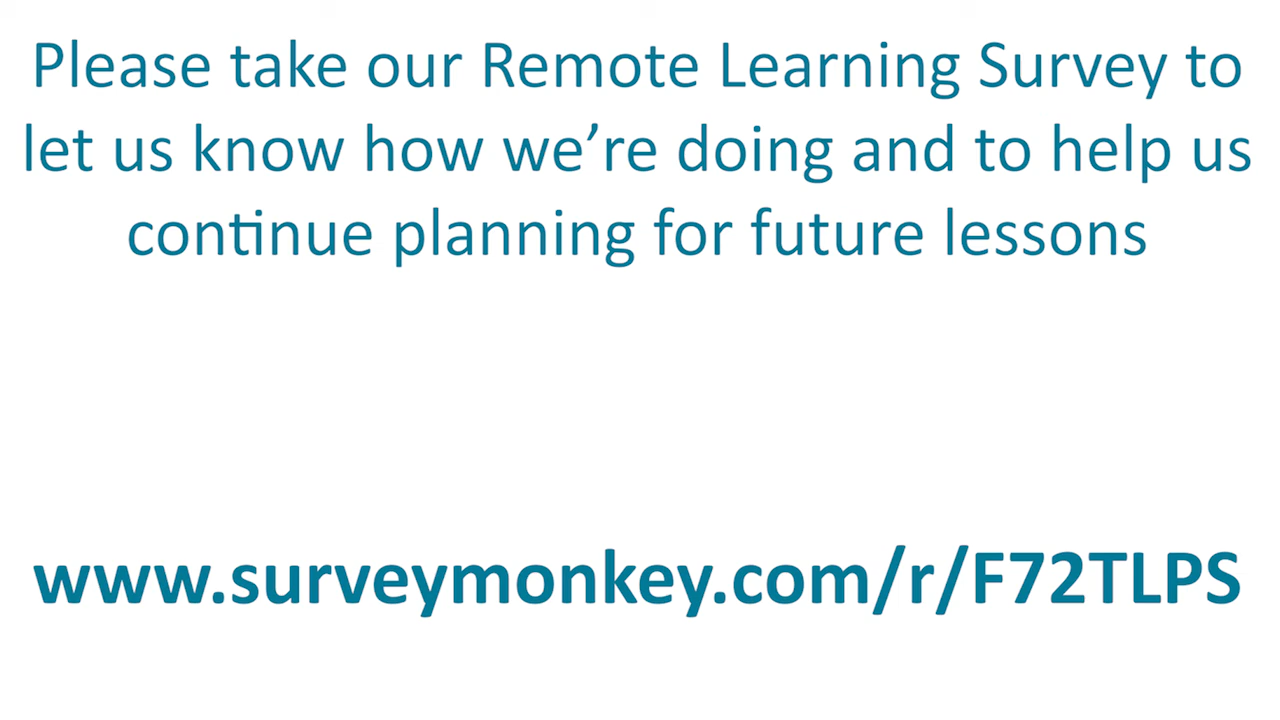 Please take our Remote Learning Survey to
let us know how we’re doing and to help us
continue planning for future lessons
www.surveymonkey.com/r/F72TLPS